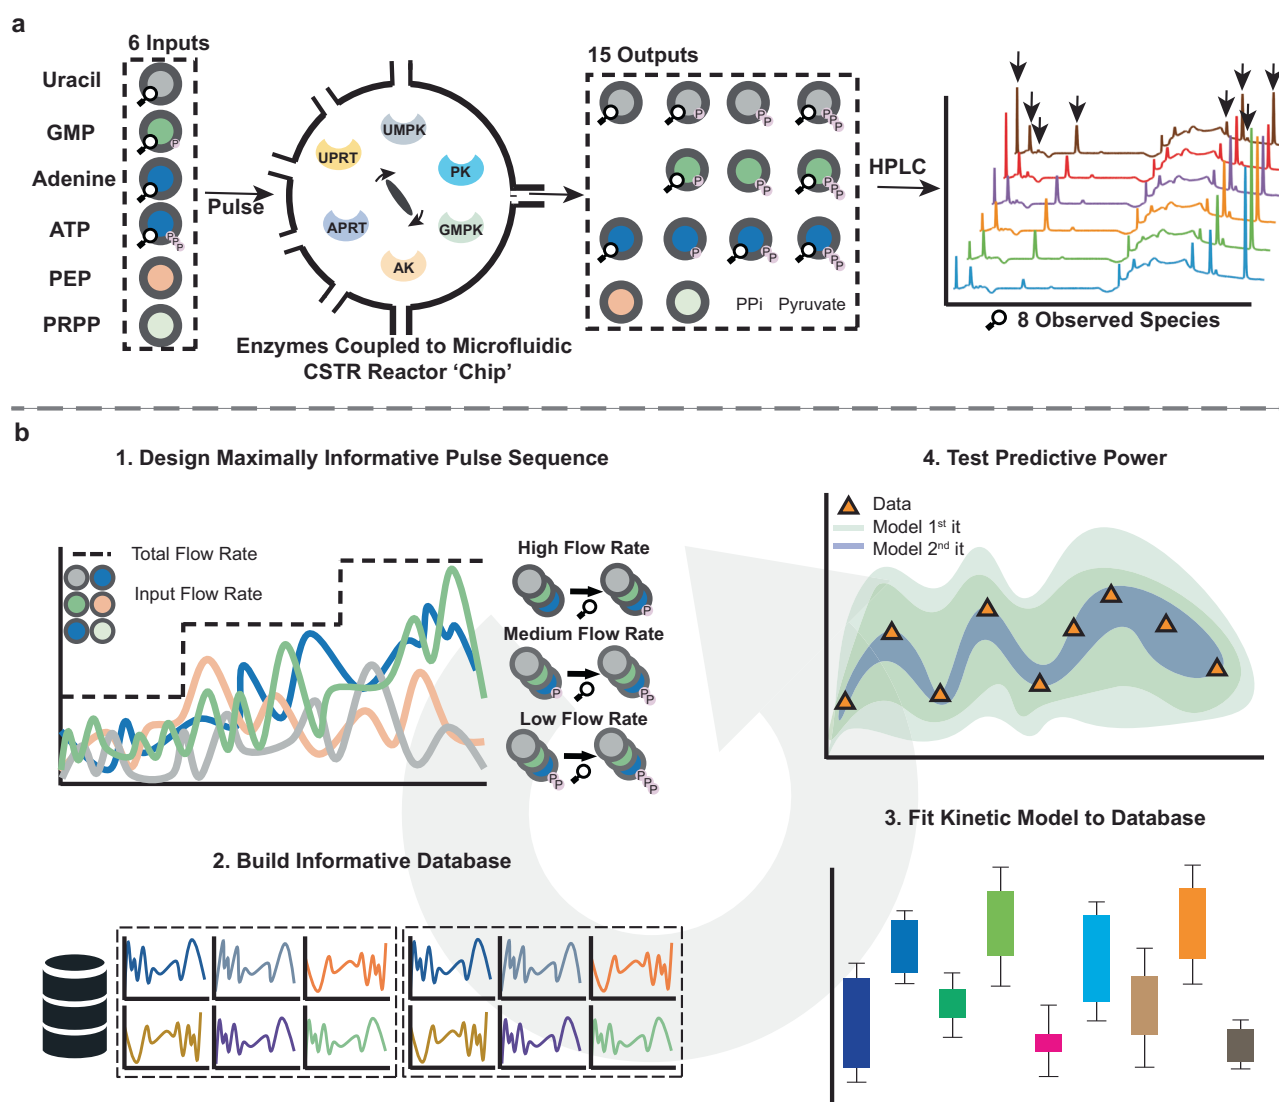 a
6 Inputs
Uracil
GMP
P
Adenine
ATP
P P P
PEP
PRPP
Pulse
UMPK
UPRT
PK
APRT
GMPK
AK
Enzymes Coupled to Microfluidic
CSTR Reactor ‘Chip’
15 Outputs
P
P P
P P P
P
P P
P P P
P
P P
P P P
PPi
Pyruvate
HPLC
8 Observed Species
b
1. Design Maximally Informative Pulse Sequence
Total Flow Rate
Input Flow Rate
High Flow Rate
P
Medium Flow Rate
P
P P
Low Flow Rate
P P
P P P
2. Build Informative Database
4. Test Predictive Power
Data
Model 1st it
Model 2nd it
3. Fit Kinetic Model to Database